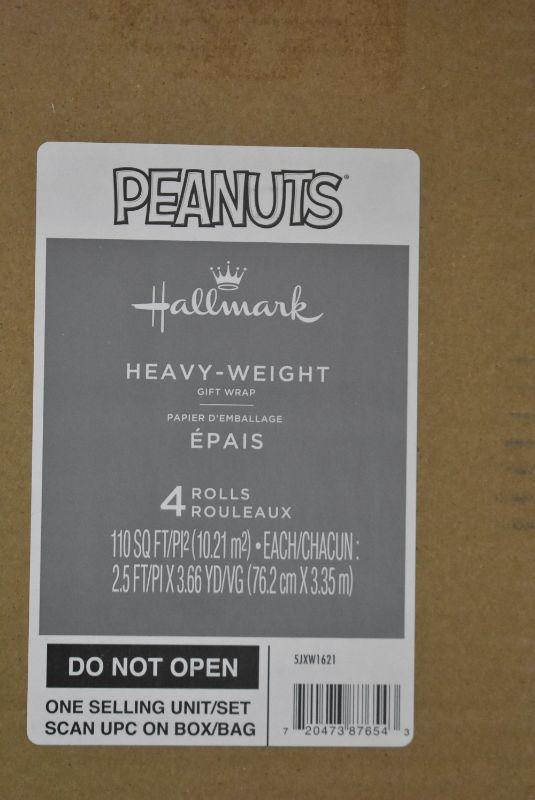 PEANUTS®
Hallmark
HEAVY-WEIGHT
GIFT WRAP
PAPIER D'EMBALLAGE
ÉPAIS
4 ROLLS
ROULEAUX
110 SQ FT/PI² (10.21 m²) • EACH/CHACUN :
2.5 FT/PI X 3.66 YD/VG (76.2 cm X 3.35 m)
DO NOT OPEN
ONE SELLING UNIT/SET
SCAN UPC ON BOX/BAG
5JXW1621
7 20473 87654 3